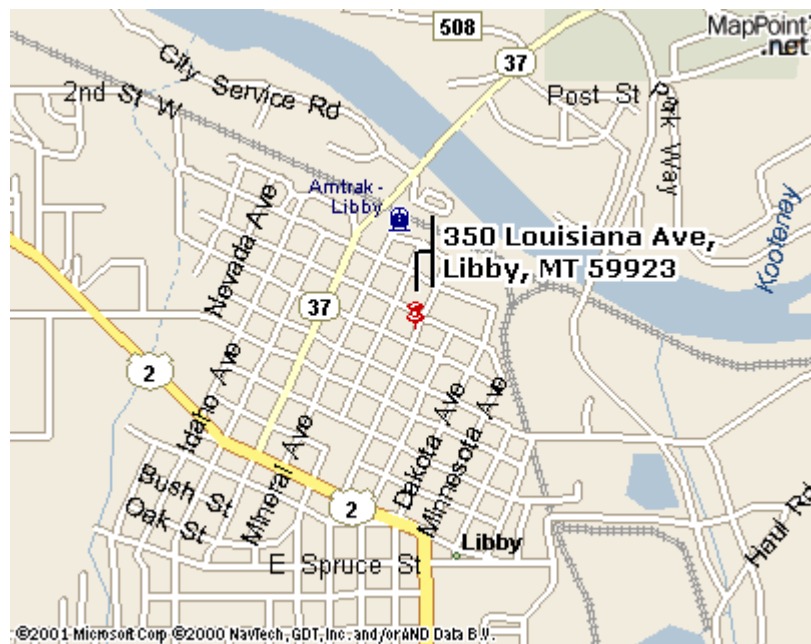 508
MapPoint
.net
37
City Service Rd
2nd St W
Post St
Park Way
Amtrak -
Libby
350 Louisiana Ave,
Libby, MT 59923
Kooteney
Nevada Ave
37
2
Idaho Ave
Mineral Ave
Dakota Ave
Minnesota Ave
Bush St
Oak St
2
Haul Rd
Libby
E Spruce St
©2001 Microsoft Corp ©2000 NavTech, GDT, Inc. and/or AND Data B.V.